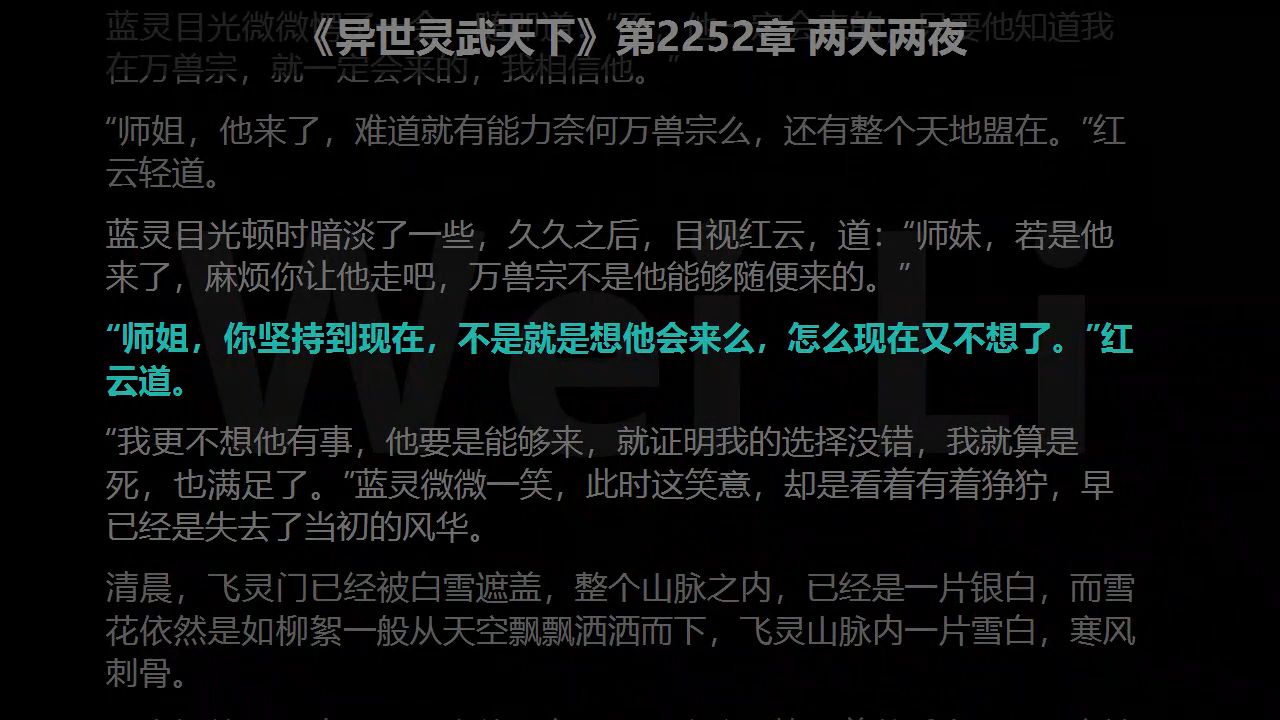 《异世灵武天下》第2252章 两天两夜
蓝灵目光微微
他知道我
在万兽宗，就一定会来的，我相信他。”
“师姐，他来了，难道就有能力奈何万兽宗么，还有整个天地盟在。”红
云轻道。
蓝灵目光顿时暗淡了一些，久久之后，目视红云，道：“师妹，若是他
来了，麻烦你让他走吧，万兽宗不是他能够随便来的。”
“师姐，你坚持到现在，不是就是想他会来么，怎么现在又不想了。”红
云道。
“我更不想他有事，他要是能够来，就证明我的选择没错，我就算是
死，也满足了。”蓝灵微微一笑，此时这笑意，却是看着有着狰狞，早
已经是失去了当初的风华。
清晨，飞灵门已经被白雪遮盖，整个山脉之内，已经是一片银白，而雪
花依然是如柳絮一般从天空飘飘洒洒而下，飞灵山脉内一片雪白，寒风
刺骨。
Wei Li